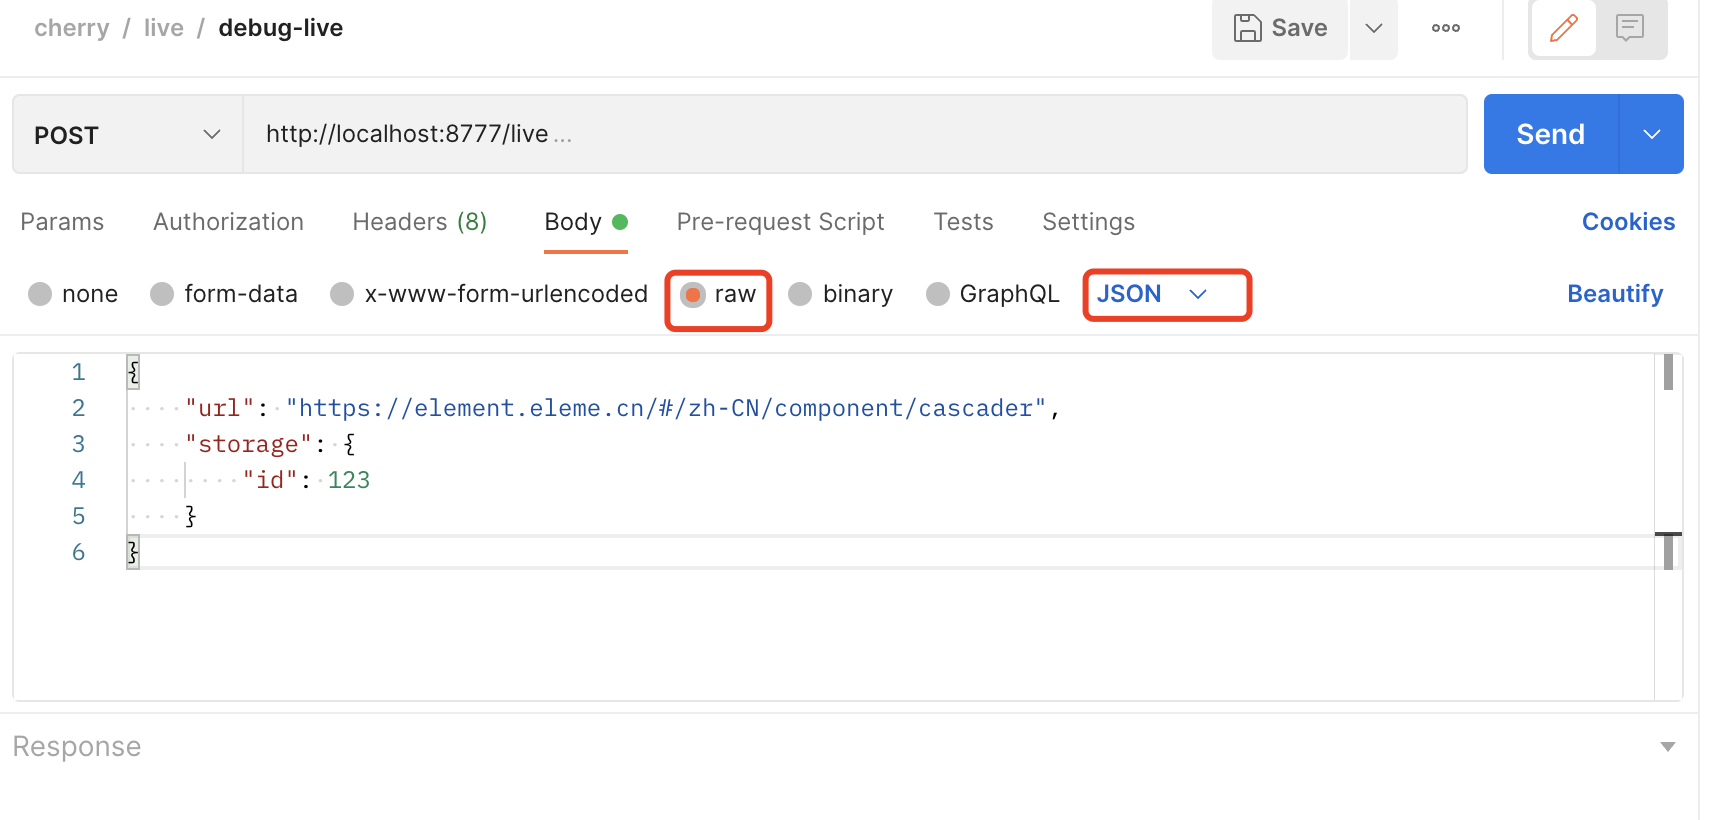 cherry / live / debug-live
Save
POST
http://localhost:8777/live ...
Send
Params Authorization Headers (8) Body Pre-request Script Tests Settings Cookies
none form-data x-www-form-urlencoded raw binary GraphQL JSON Beautify
1 {
2 "url": "https://element.eleme.cn/#/zh-CN/component/cascader",
3 "storage": {
4 "id": 123
5 }
6 }
Response